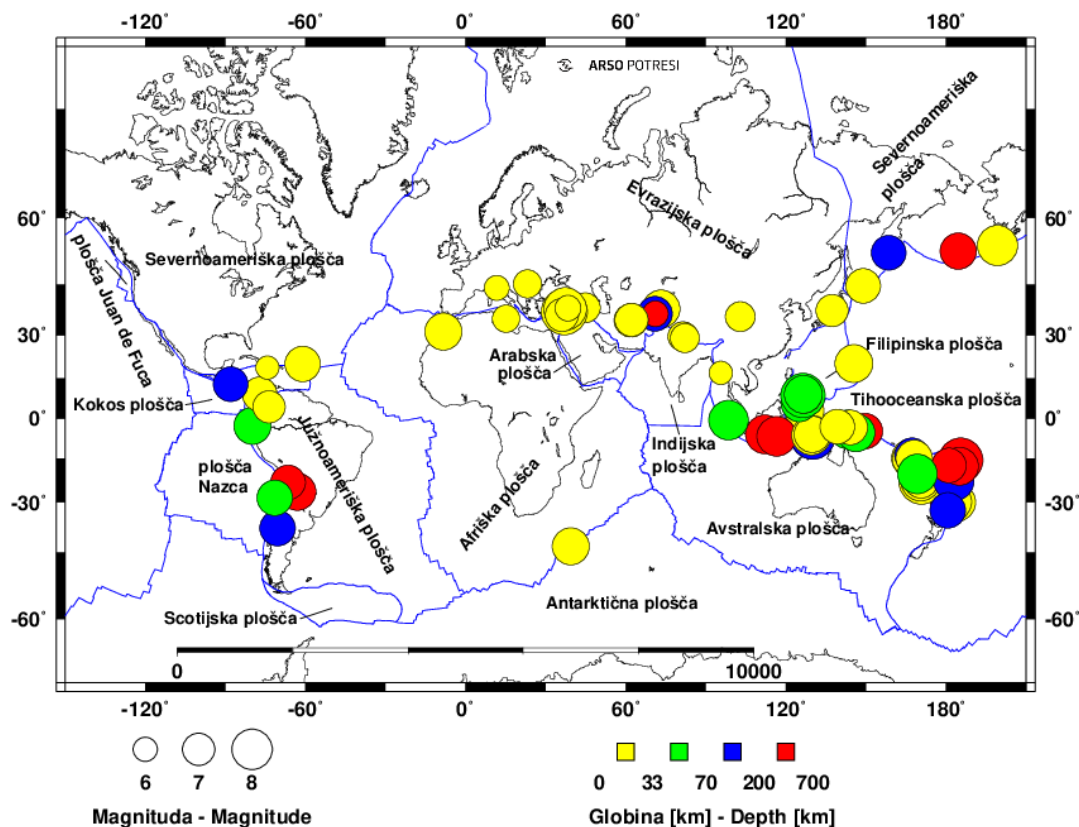 -120° -60° 0° 60° 120° 180°
ARSO POTRESI
Severnoameriška
plošča
Evrazijska plošča
60° 60°
Severnoameriška plošča
plošča Juan de Fuca
30° 30°
Arabska
plošča
Filipinska plošča
Kokos plošča
Tihooceanska plošča
0° 0°
Južnoameriška plošča
Indijska
plošča
plošča
Nazca
Afriška plošča
-30° -30°
Avstralska plošča
Antarktična plošča
Scotijska plošča
-60° -60°
0 10000
-120° -60° 0° 60° 120° 180°
6 7 8
0 33 70 200 700
Magnituda - Magnitude
Globina [km] - Depth [km]